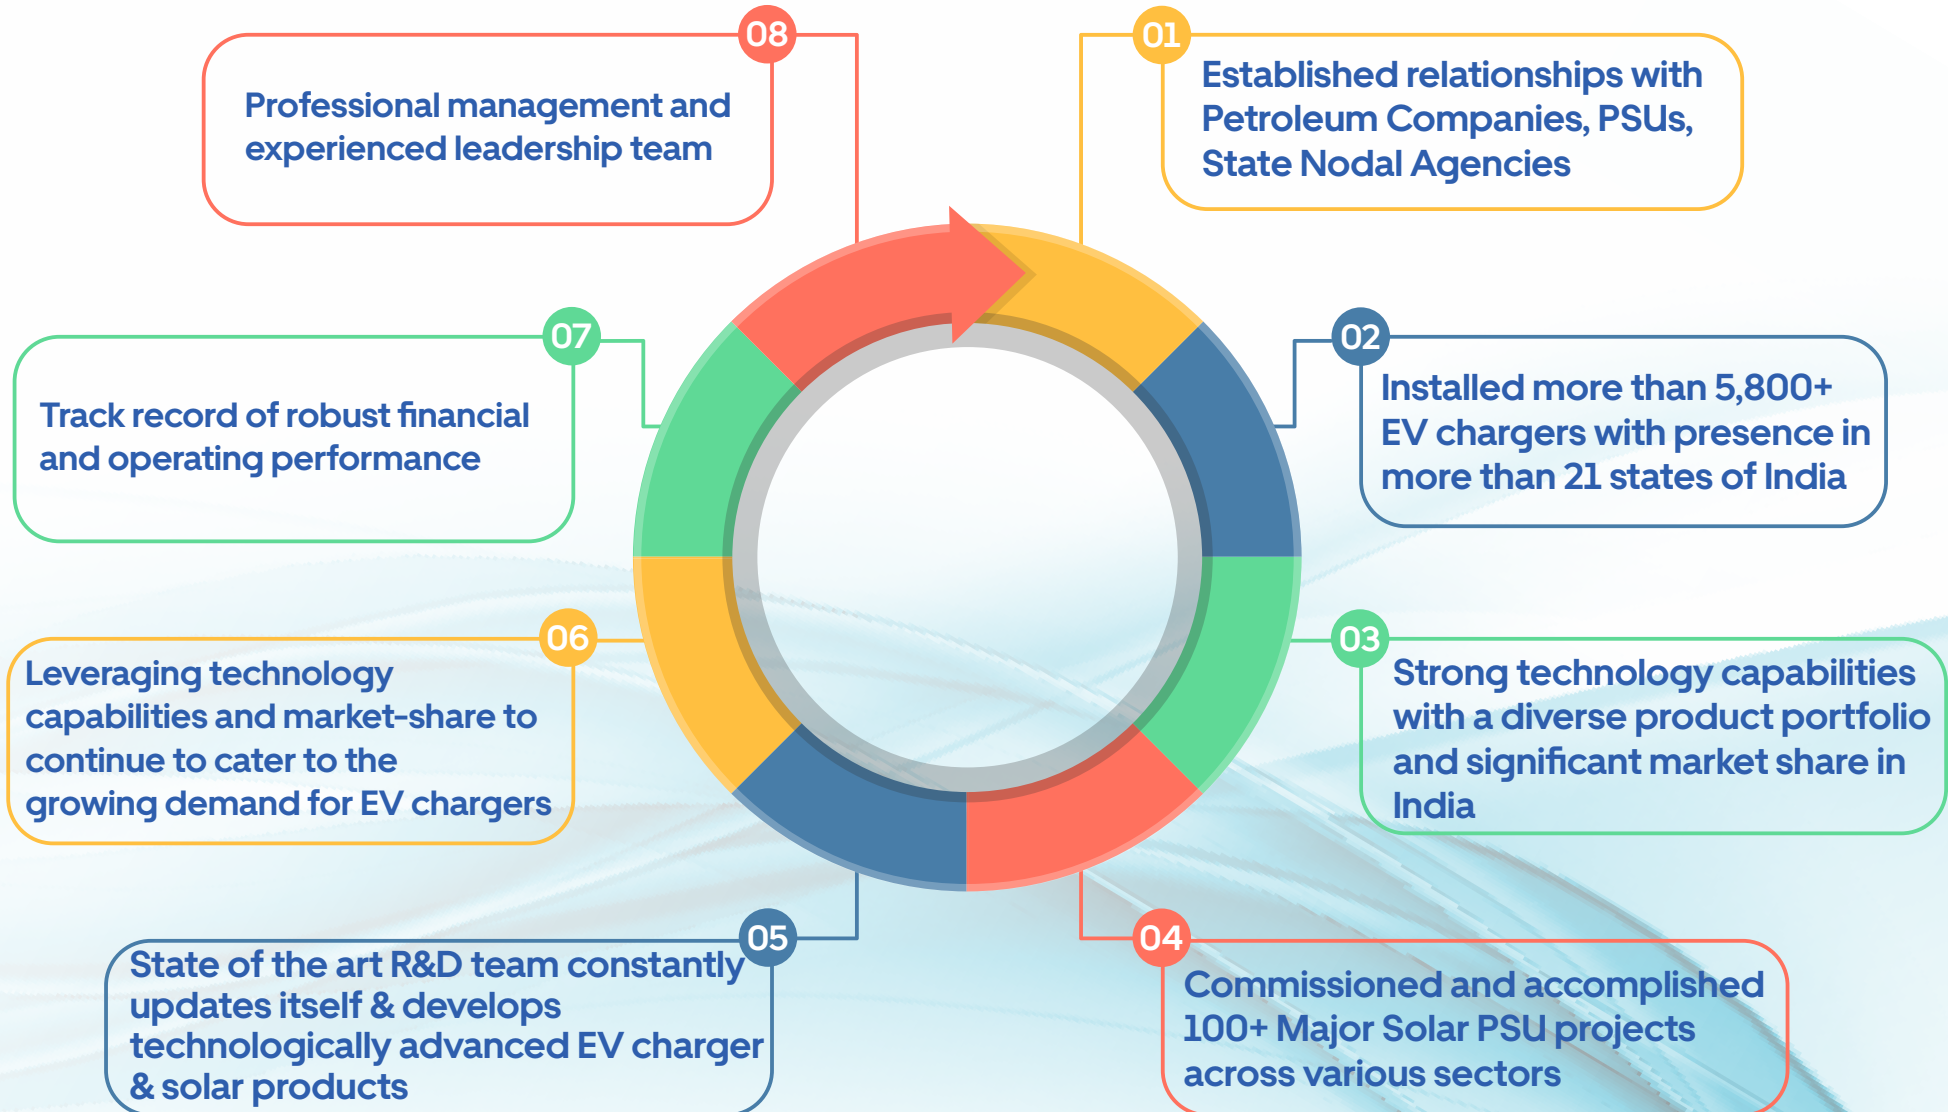 01
Established relationships with
Petroleum Companies, PSUs,
State Nodal Agencies
02
Installed more than 5,800+
EV chargers with presence in
more than 21 states of India
03
Strong technology capabilities
with a diverse product portfolio
and significant market share in
India
04
Commissioned and accomplished
100+ Major Solar PSU projects
across various sectors
05
State of the art R&D team constantly
updates itself & develops
technologically advanced EV charger
& solar products
06
Leveraging technology
capabilities and market-share to
continue to cater to the
growing demand for EV chargers
07
Track record of robust financial
and operating performance
08
Professional management and
experienced leadership team